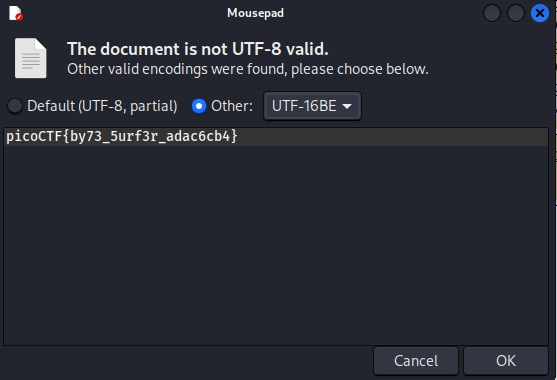 Mousepad
The document is not UTF-8 valid.
Other valid encodings were found, please choose below.
Default (UTF-8, partial) Other: UTF-16BE
picoCTF{by73_5urf3r_adac6cb4}
Cancel OK